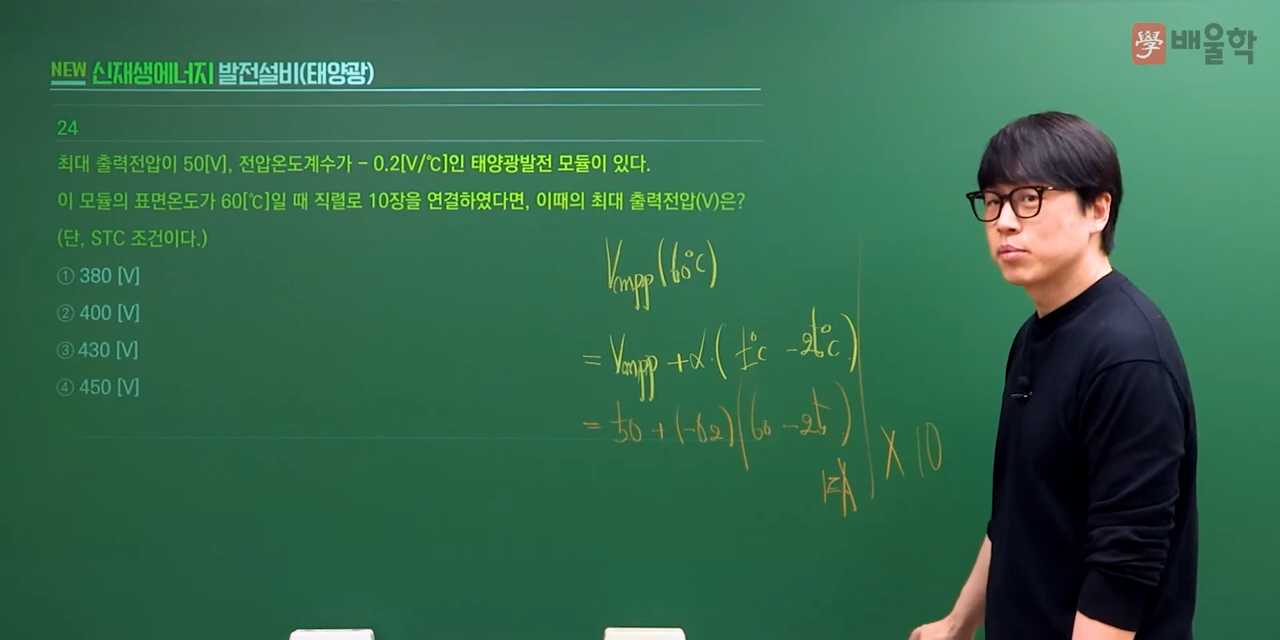 學 배울학
NEW 신재생에너지 발전설비(태양광)
24
최대 출력전압이 50[V], 전압온도계수가 – 0.2[V/℃]인 태양광발전 모듈이 있다.
이 모듈의 표면온도가 60[℃]일 때 직렬로 10장을 연결하였다면, 이때의 최대 출력전압(V)은?
(단, STC 조건이다.)
① 380 [V]
② 400 [V]
③ 430 [V]
④ 450 [V]
Vmpp(60°C)
= Vmpp + α·( t°C - 25°C )
= 50 + (-0.2)(60 - 25) × 10